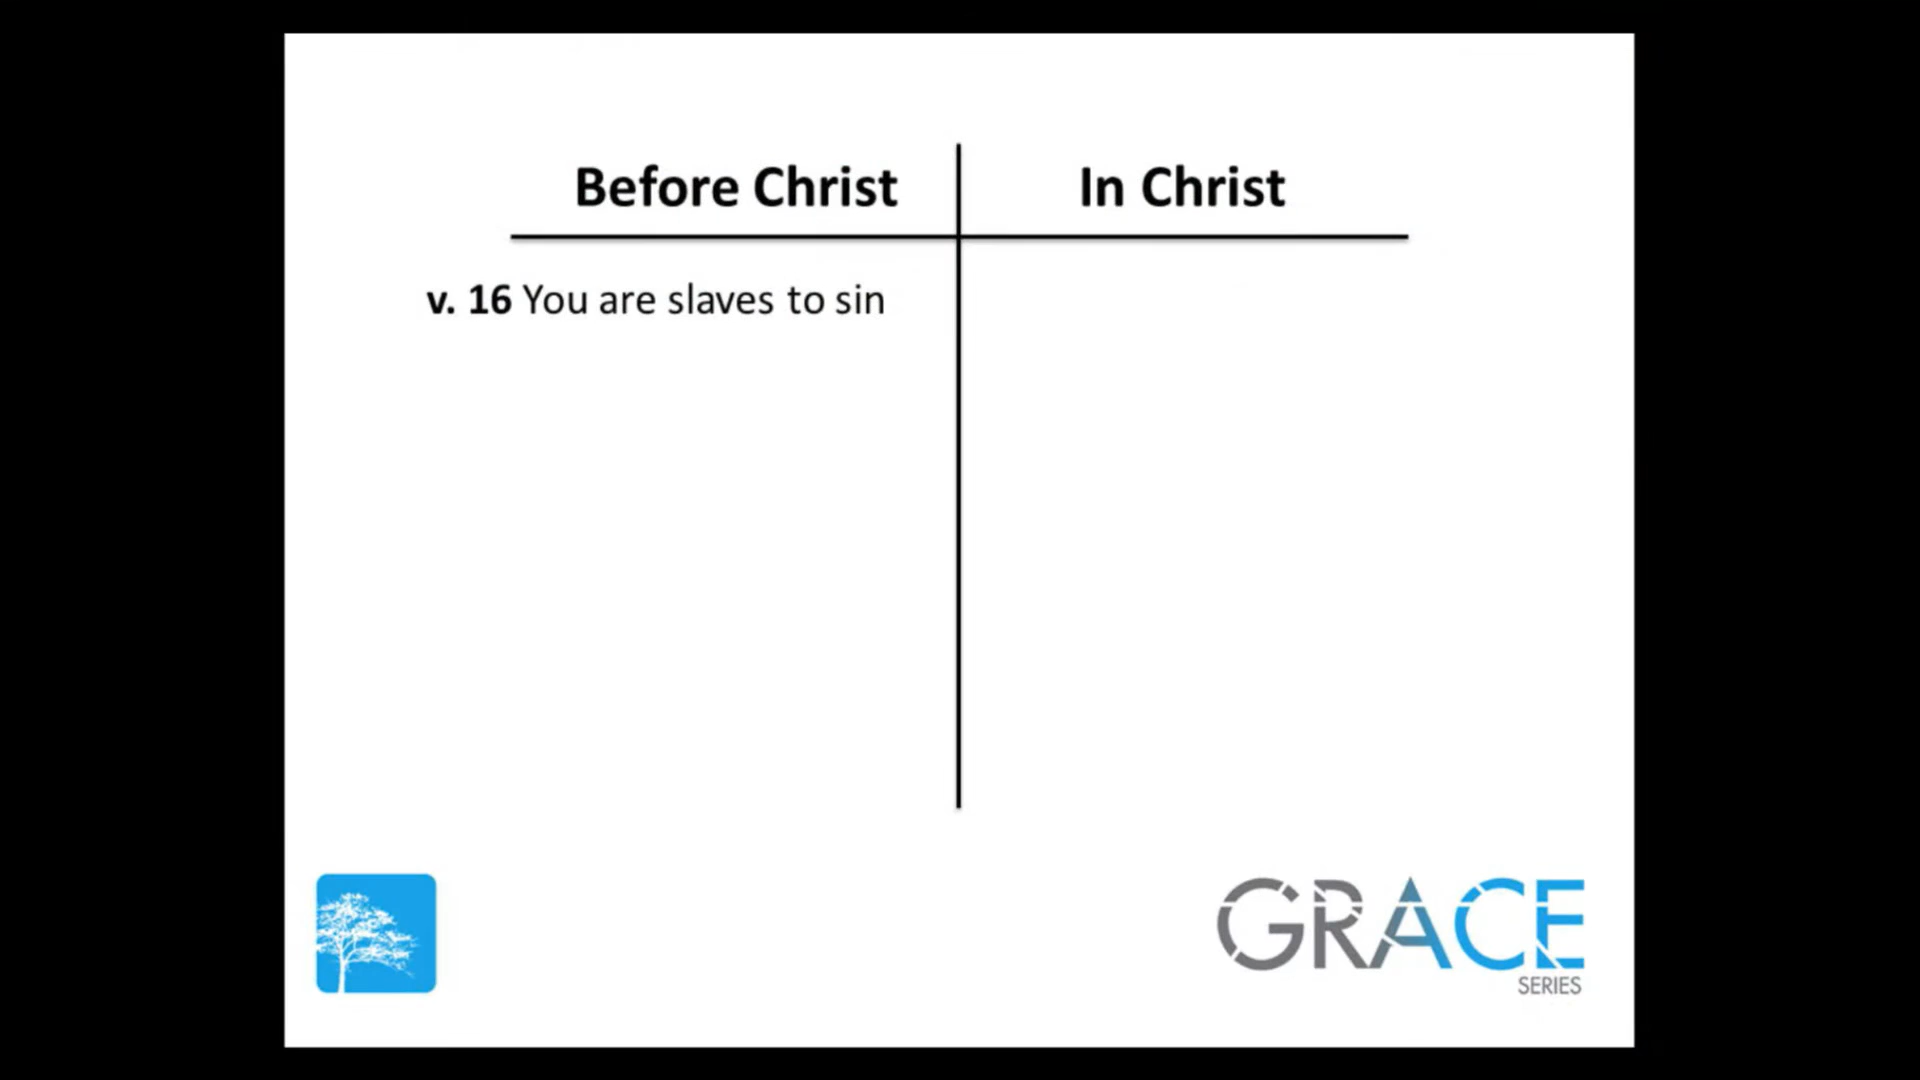 Before Christ
In Christ
v. 16 You are slaves to sin
GRACE
SERIES